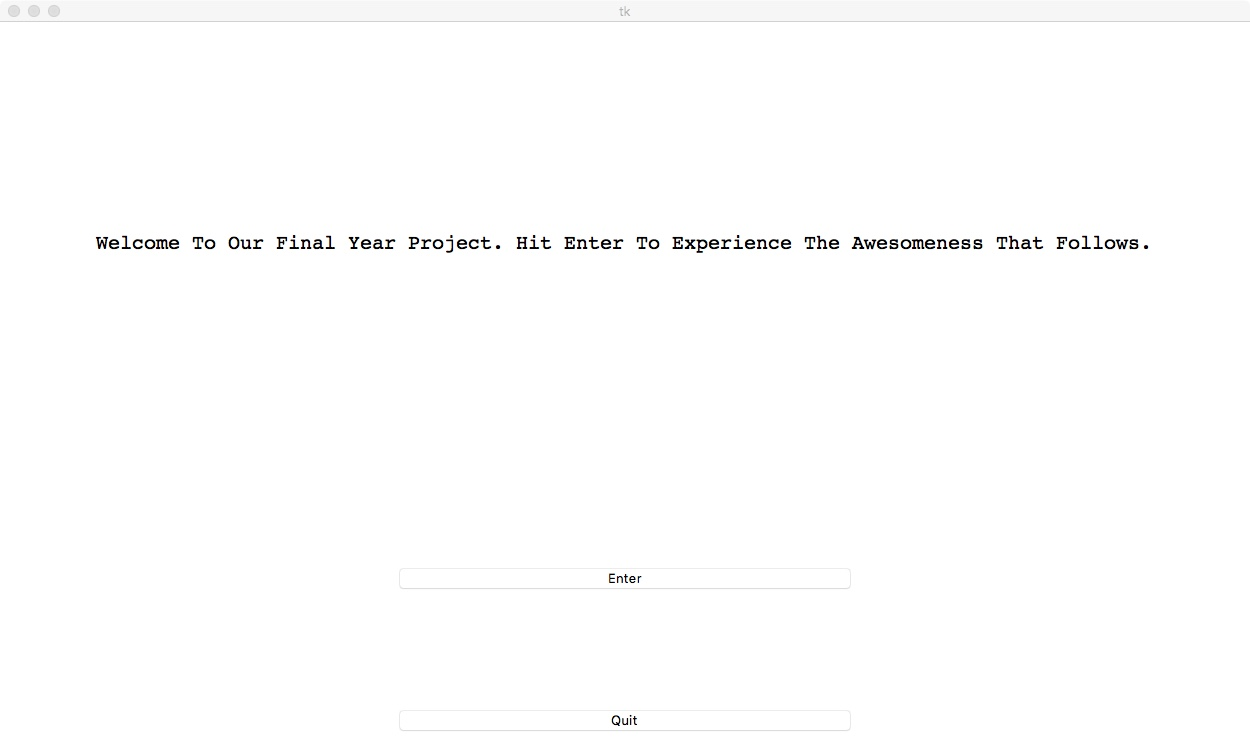 tk
Welcome To Our Final Year Project. Hit Enter To Experience The Awesomeness That Follows.
Enter
Quit